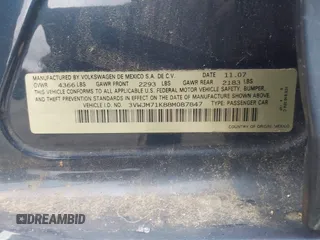 MFD. BY VOLKSWAGEN DE MEXICO S.A. DE C.V. DATE 11.07
GVWR 4366 LBS GAWR FRONT 2293 LBS GAWR REAR 2183 LBS
THIS VEHICLE CONFORMS TO ALL APPLICABLE U.S. FEDERAL MOTOR VEHICLE SAFETY, BUMPER AND THEFT PREVENTION STANDARDS IN EFFECT ON THE DATE OF MANUFACTURE SHOWN ABOVE.
VEHICLE I.D. NO.: 3VWJM71K88M087847 TYPE: PASSENGER CAR
COUNTRY OF ORIGIN: MEXICO
DREAMBID